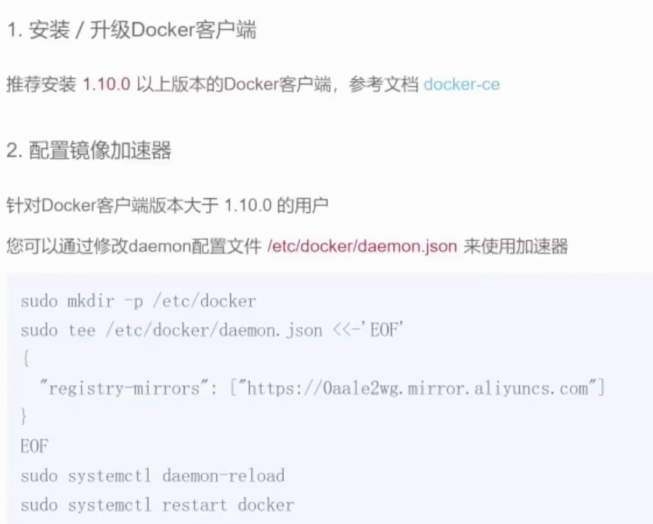 1. 安装 / 升级Docker客户端
推荐安装 1.10.0 以上版本的Docker客户端，参考文档 docker-ce
2. 配置镜像加速器
针对Docker客户端版本大于 1.10.0 的用户
您可以通过修改daemon配置文件 /etc/docker/daemon.json 来使用加速器
sudo mkdir -p /etc/docker
sudo tee /etc/docker/daemon.json <<-'EOF'
{
  "registry-mirrors": ["https://0aale2wg.mirror.aliyuncs.com"]
}
EOF
sudo systemctl daemon-reload
sudo systemctl restart docker